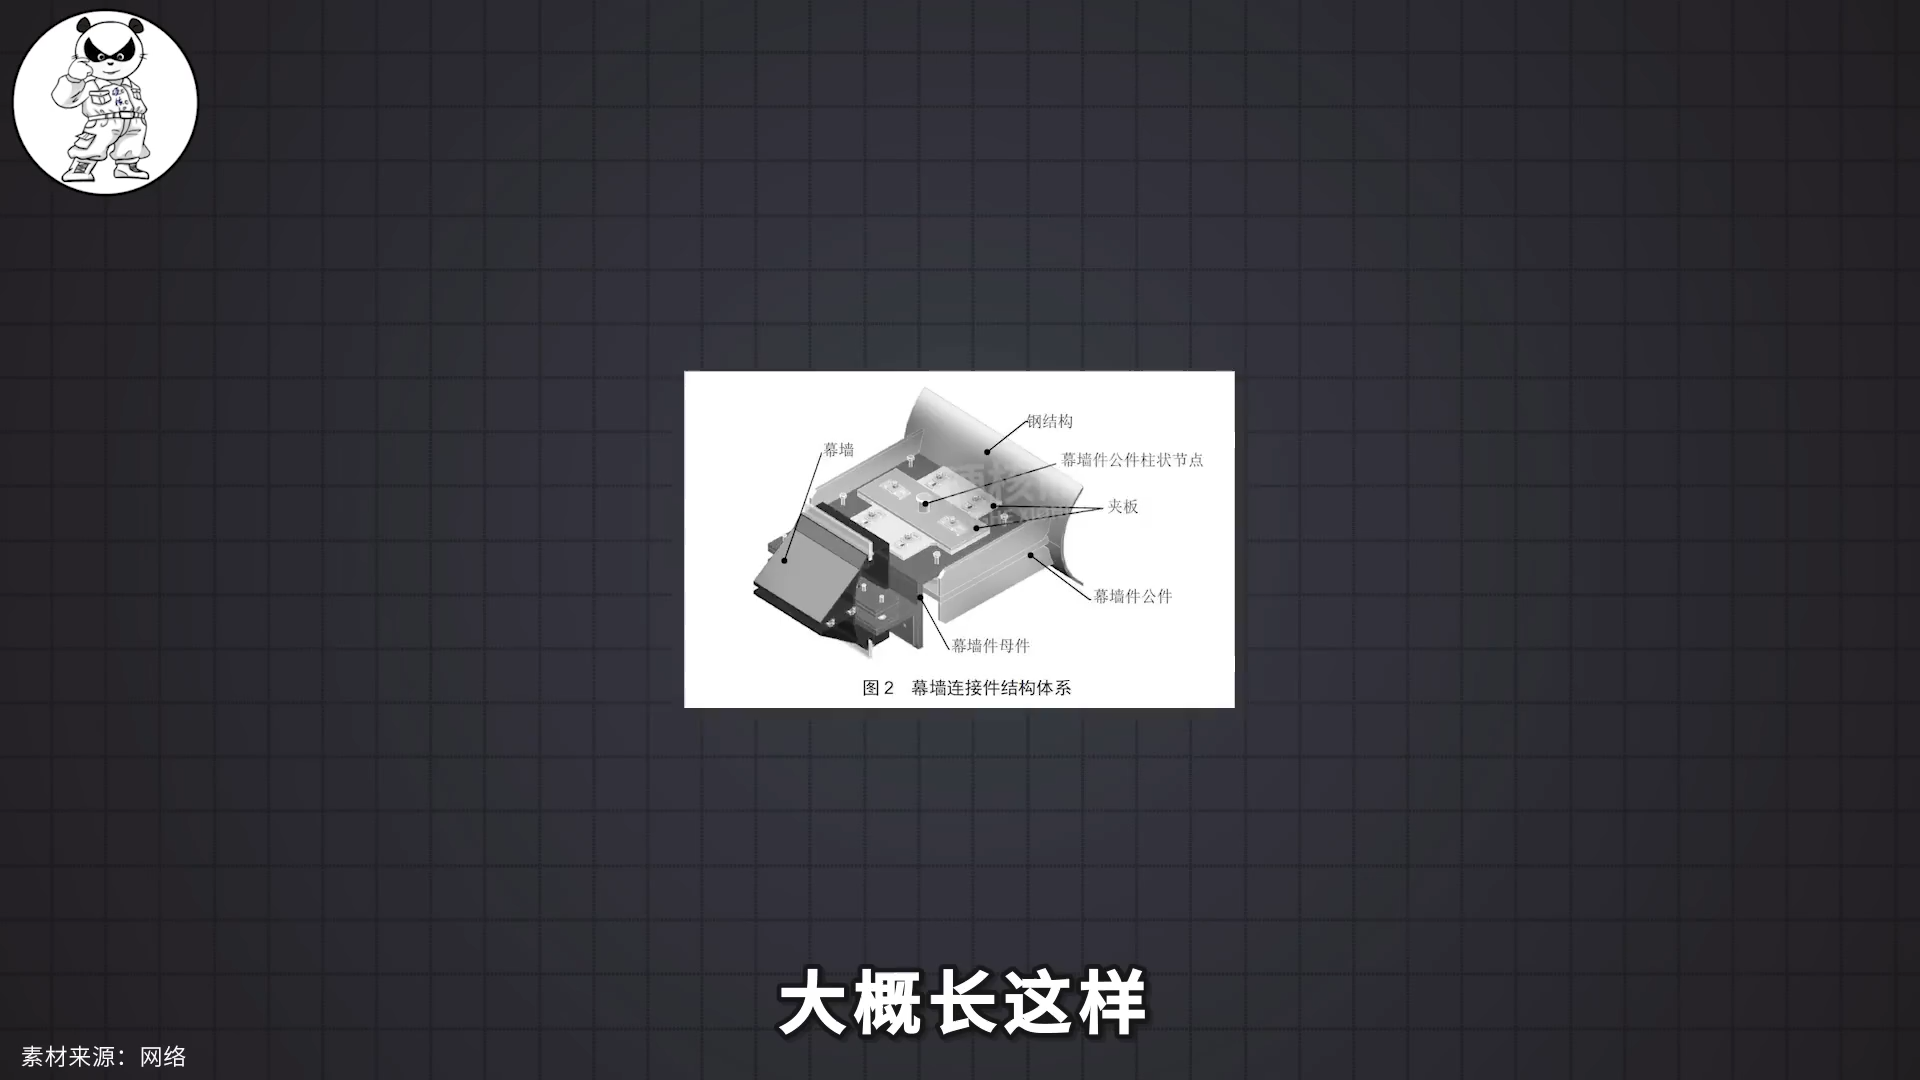 钢结构
幕墙
幕墙件公件柱状节点
夹板
幕墙件公件
幕墙件母件
图2 幕墙连接件结构体系
大概长这样
素材来源：网络